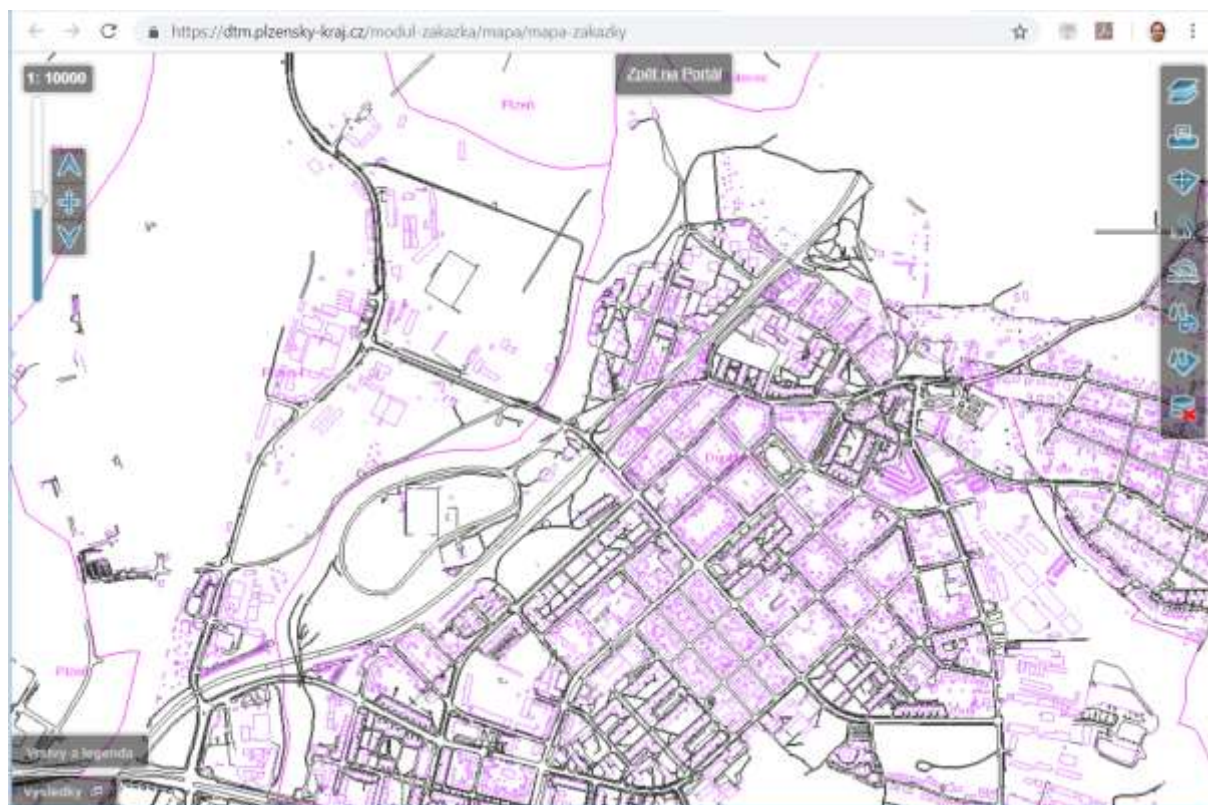 https://dtm.plzensky-kraj.cz/modul-zakazka/mapa/mapa-zakazky
1: 10000
Zpět na Portál
Plzeň
Plzeň
Vrstvy a legenda
Výsledky